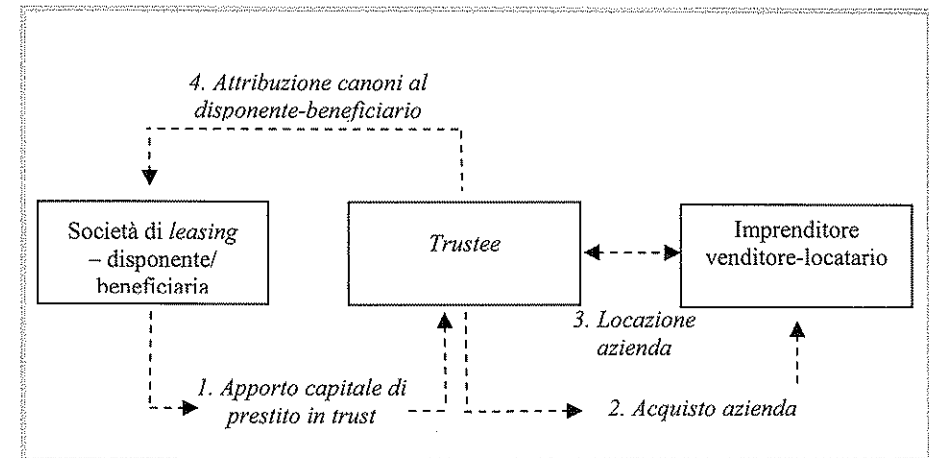 4. Attribuzione canoni al
disponente-beneficiario
Società di leasing
– disponente/
beneficiaria
Trustee
Imprenditore
venditore-locatario
3. Locazione
azienda
1. Apporto capitale di
prestito in trust
2. Acquisto azienda